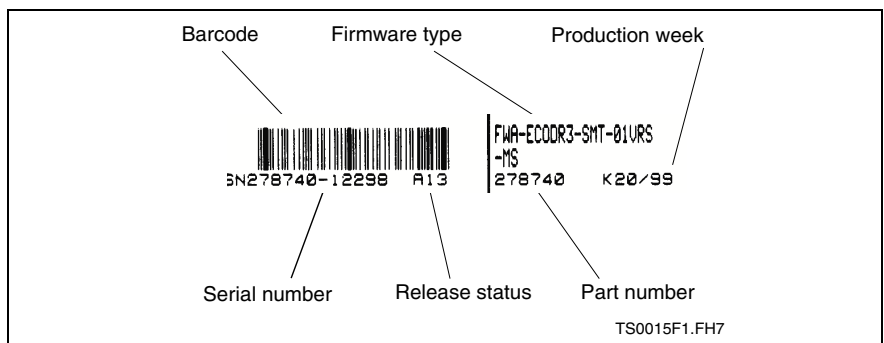 Barcode Firmware type Production week
FWA-ECODR3-SMT-01VRS
-MS
SN278740-12298 A13 278740 K20/99
Serial number Release status Part number
TS0015F1.FH7